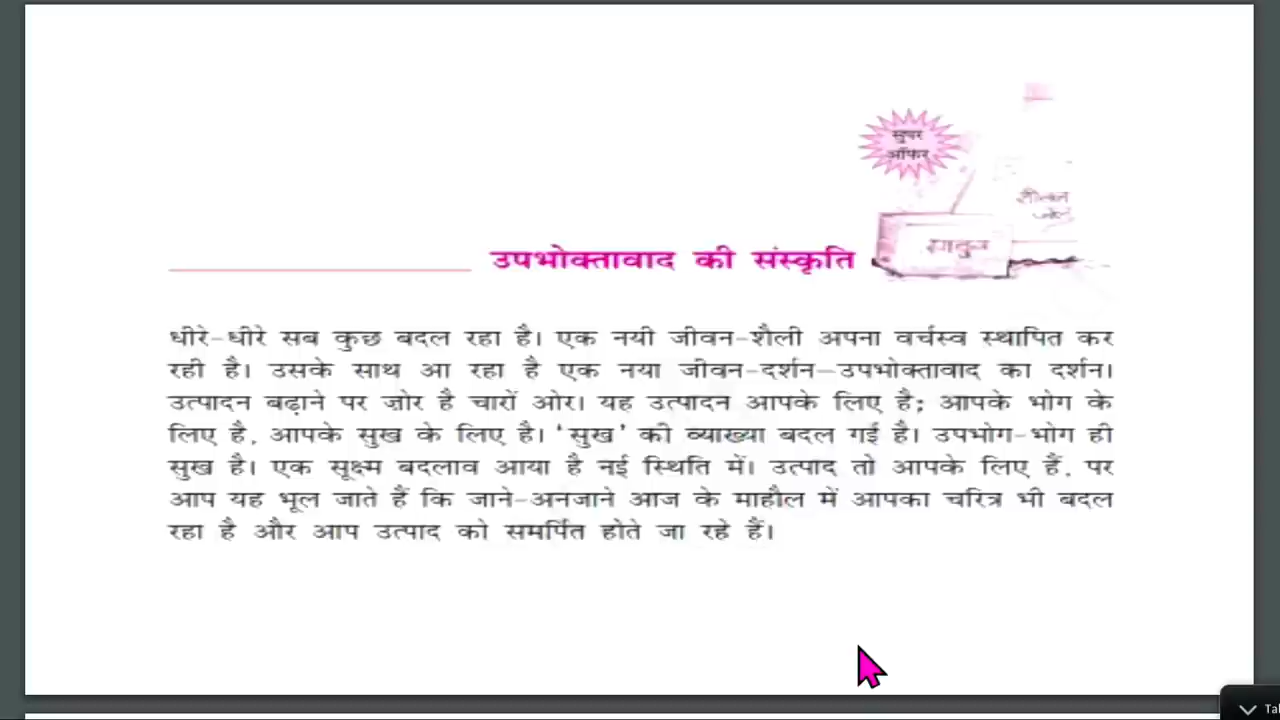 सुपर
ऑफर
साबुन
उपभोक्तावाद की संस्कृति
धीरे-धीरे सब कुछ बदल रहा है। एक नयी जीवन-शैली अपना वर्चस्व स्थापित कर
रही है। उसके साथ आ रहा है एक नया जीवन-दर्शन–उपभोक्तावाद का दर्शन।
उत्पादन बढ़ाने पर ज़ोर है चारों ओर। यह उत्पादन आपके लिए है; आपके भोग के
लिए है, आपके सुख के लिए है। ‘सुख’ की व्याख्या बदल गई है। उपभोग-भोग ही
सुख है। एक सूक्ष्म बदलाव आया है नई स्थिति में। उत्पाद तो आपके लिए हैं, पर
आप यह भूल जाते हैं कि जाने-अनजाने आज के माहौल में आपका चरित्र भी बदल
रहा है और आप उत्पाद को समर्पित होते जा रहे हैं।